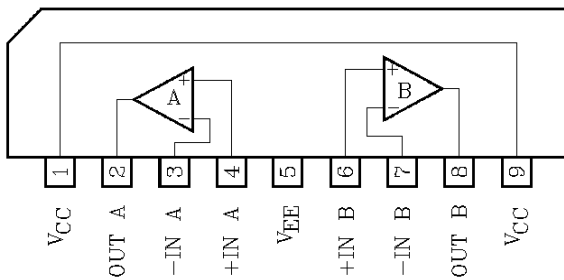 A
+
−
B
+
−
1 2 3 4 5 6 7 8 9
VCC
OUT A
−IN A
+IN A
VEE
+IN B
−IN B
OUT B
VCC